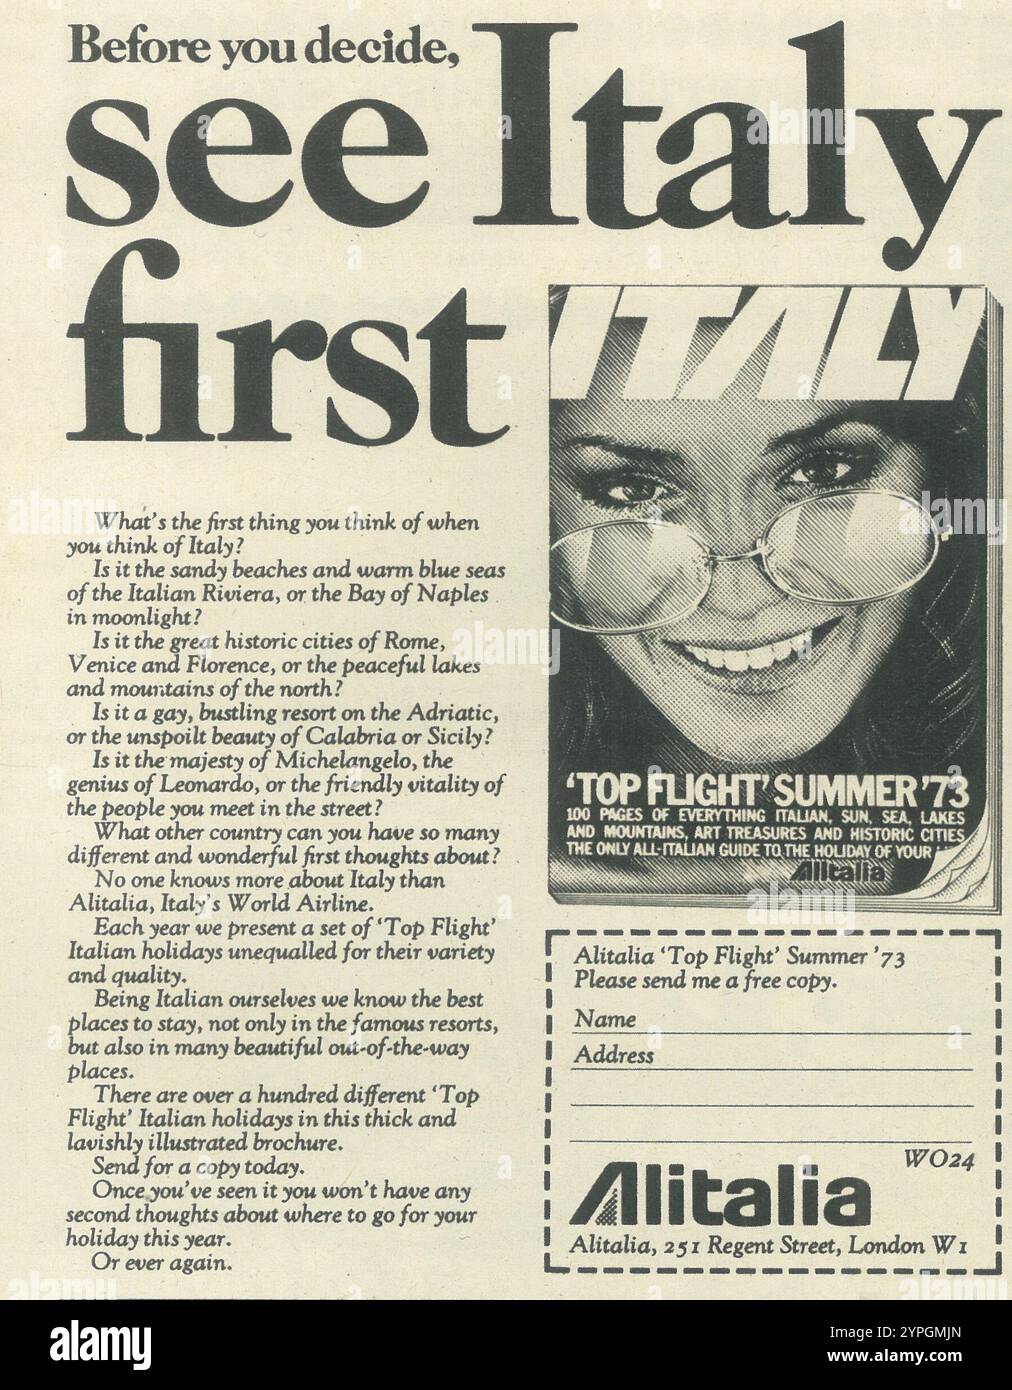 Before you decide,
see Italy
first
What's the first thing you think of when
you think of Italy?
Is it the sandy beaches and warm blue seas
of the Italian Riviera, or the Bay of Naples
in moonlight?
Is it the great historic cities of Rome,
Venice and Florence, or the peaceful lakes
and mountains of the north?
Is it a gay, bustling resort on the Adriatic,
or the unspoilt beauty of Calabria or Sicily?
Is it the majesty of Michelangelo, the
genius of Leonardo, or the friendly vitality of
the people you meet in the street?
What other country can you have so many
different and wonderful first thoughts about?
No one knows more about Italy than
Alitalia, Italy's World Airline.
Each year we present a set of 'Top Flight'
Italian holidays unequalled for their variety
and quality.
Being Italian ourselves we know the best
places to stay, not only in the famous resorts,
but also in many beautiful out-of-the-way
places.
There are over a hundred different 'Top
Flight' Italian holidays in this thick and
lavishly illustrated brochure.
Send for a copy today.
Once you've seen it you won't have any
second thoughts about where to go for your
holiday this year.
Or ever again.
ITALY
'TOP FLIGHT' SUMMER '73
100 PAGES OF EVERYTHING ITALIAN, SUN, SEA, LAKES
AND MOUNTAINS, ART TREASURES AND HISTORIC CITIES
THE ONLY ALL-ITALIAN GUIDE TO THE HOLIDAY OF YOUR
Alitalia
Alitalia 'Top Flight' Summer '73
Please send me a free copy.
Name
Address
WO24
Alitalia
Alitalia, 251 Regent Street, London W1
alamy
Image ID: 2YPGMJN
www.alamy.com